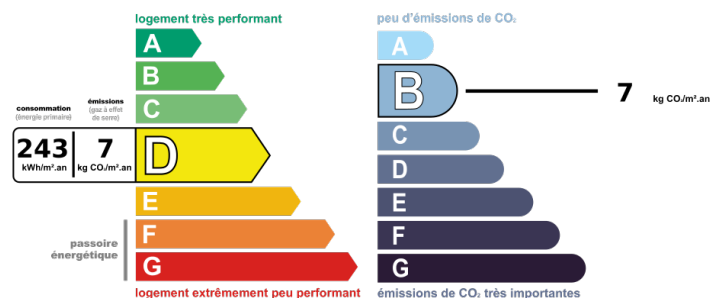 logement très performant
A
B
C
consommation
(énergie primaire)
émissions
(gaz à effet
de serre)
243
kWh/m².an
7
kg CO₂/m².an
D
E
F
G
passoire
énergétique
logement extrêmement peu performant
peu d'émissions de CO₂
A
B
7
kg CO₂/m².an
C
D
E
F
G
émissions de CO₂ très importantes